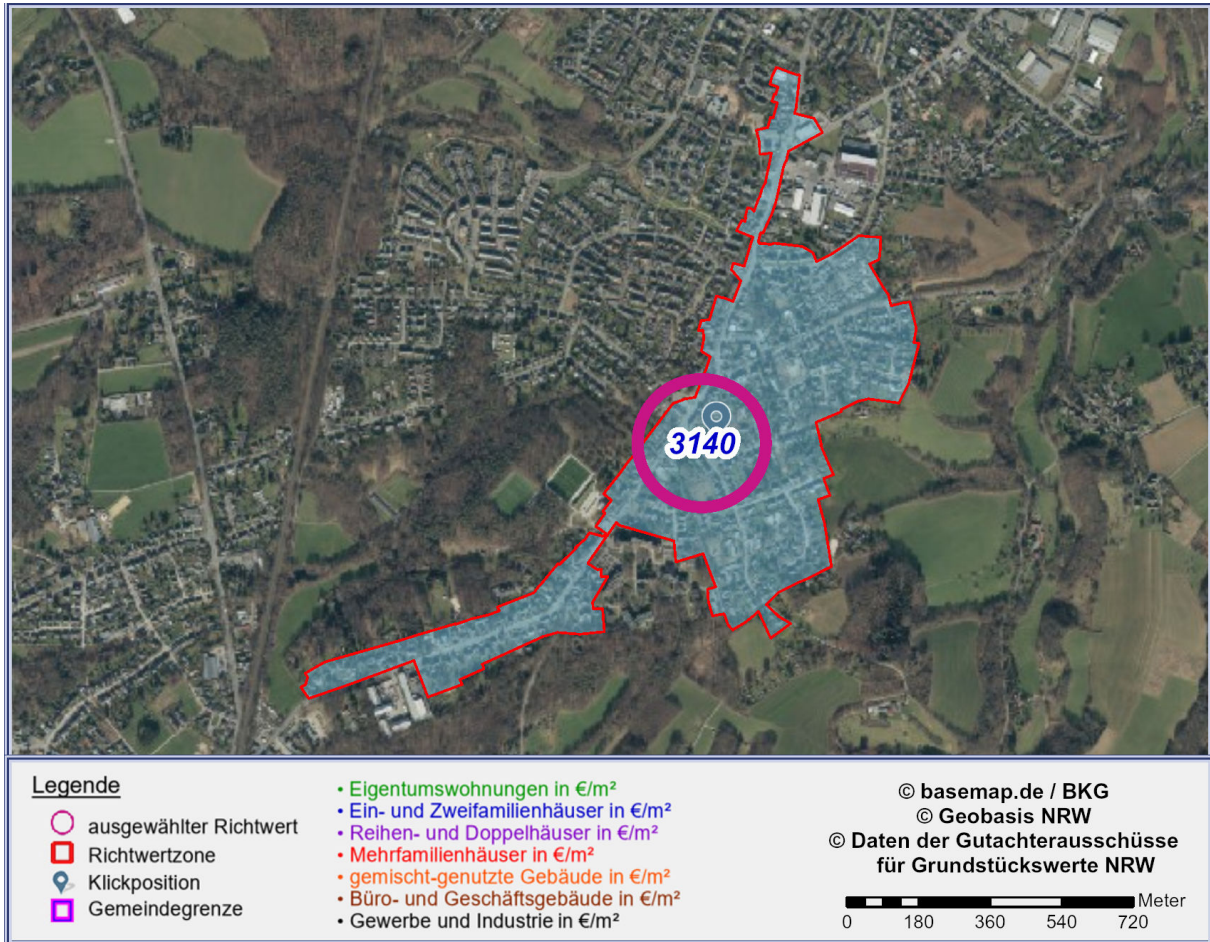 3140
Legende
ausgewählter Richtwert
Richtwertzone
Klickposition
Gemeindegrenze
• Eigentumswohnungen in €/m²
• Ein- und Zweifamilienhäuser in €/m²
• Reihen- und Doppelhäuser in €/m²
• Mehrfamilienhäuser in €/m²
• gemischt-genutzte Gebäude in €/m²
• Büro- und Geschäftsgebäude in €/m²
• Gewerbe und Industrie in €/m²
© basemap.de / BKG
© Geobasis NRW
© Daten der Gutachterausschüsse
für Grundstückswerte NRW
Meter
0 180 360 540 720